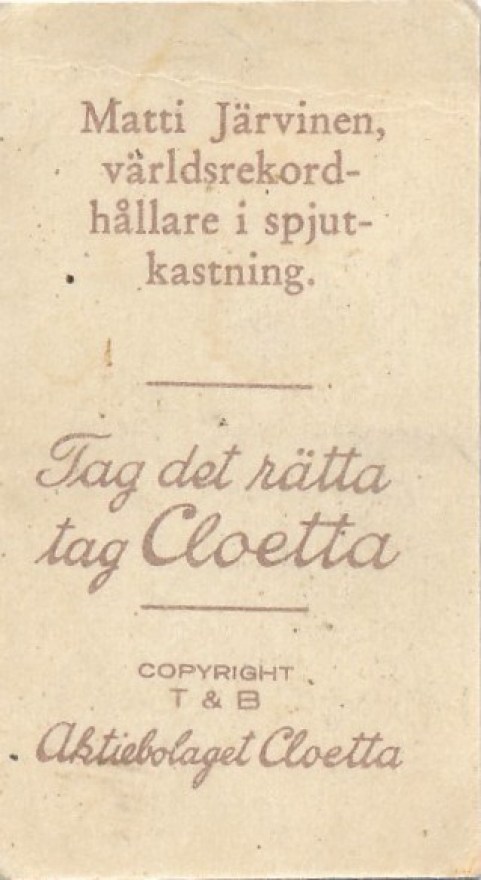 Matti Järvinen,
världsrekord-
hållare i spjut-
kastning.
Tag det rätta
tag Cloetta
COPYRIGHT
T & B
Aktiebolaget Cloetta